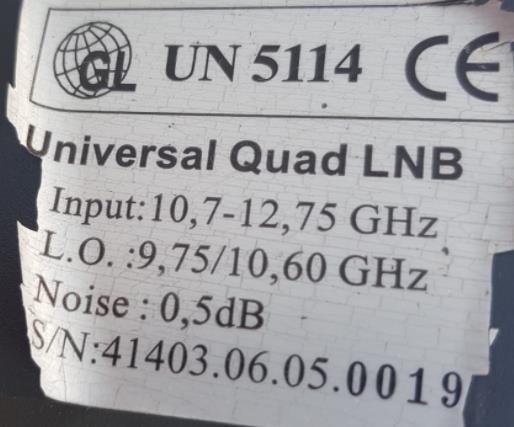 GL UN 5114 CE
Universal Quad LNB
Input:10,7-12,75 GHz
L.O. :9,75/10,60 GHz
Noise : 0,5dB
S/N:41403.06.05.0019